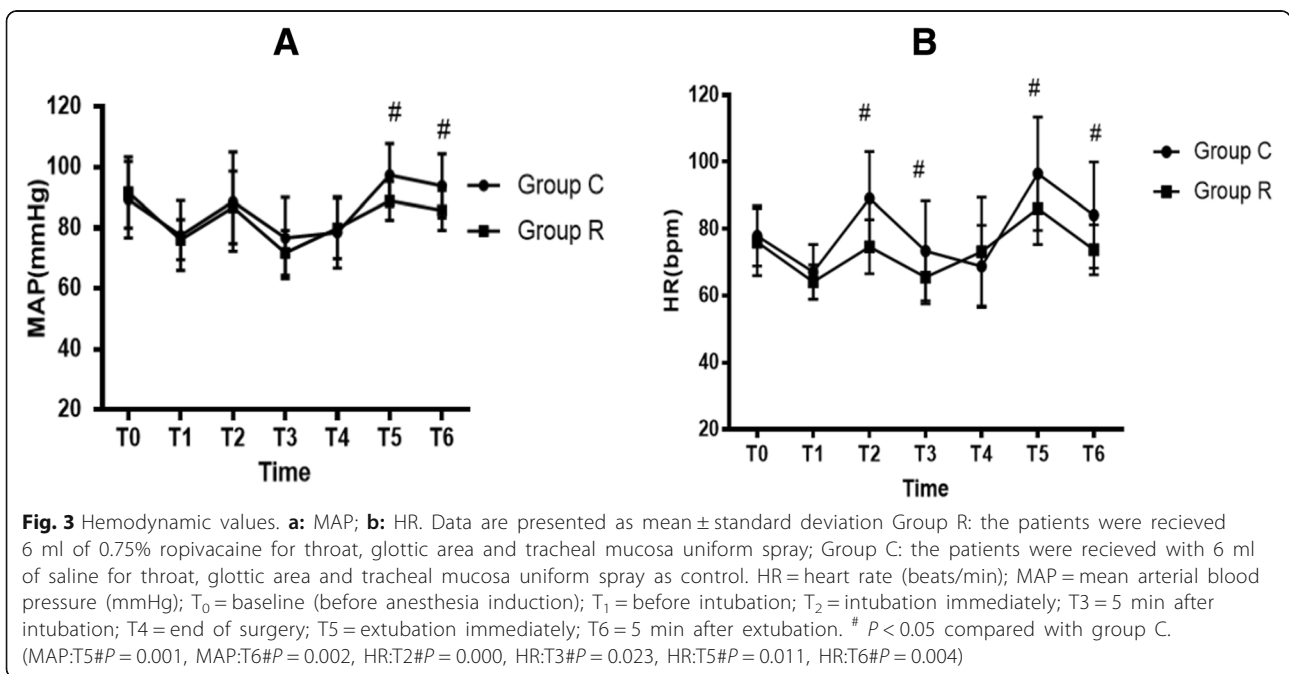 A
B
#
#
#
#
#
#
120
100
80
60
40
20
MAP(mmHg)
T0 T1 T2 T3 T4 T5 T6
Time
Group C
Group R
120
100
80
60
40
20
HR(bpm)
T0 T1 T2 T3 T4 T5 T6
Time
Group C
Group R
Fig. 3 Hemodynamic values. a: MAP; b: HR. Data are presented as mean ± standard deviation Group R: the patients were recieved
6 ml of 0.75% ropivacaine for throat, glottic area and tracheal mucosa uniform spray; Group C: the patients were recieved with 6 ml
of saline for throat, glottic area and tracheal mucosa uniform spray as control. HR = heart rate (beats/min); MAP = mean arterial blood
pressure (mmHg); T₀ = baseline (before anesthesia induction); T₁ = before intubation; T₂ = intubation immediately; T3 = 5 min after
intubation; T4 = end of surgery; T5 = extubation immediately; T6 = 5 min after extubation. # P < 0.05 compared with group C.
(MAP:T5#P = 0.001, MAP:T6#P = 0.002, HR:T2#P = 0.000, HR:T3#P = 0.023, HR:T5#P = 0.011, HR:T6#P = 0.004)